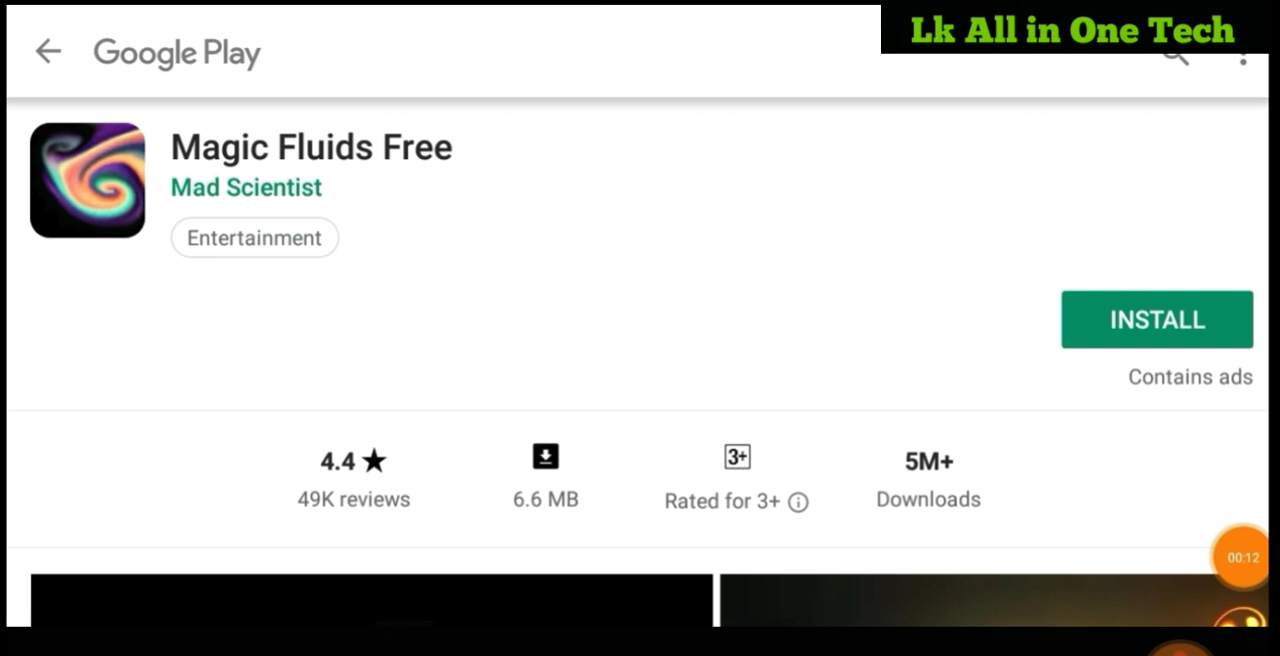 Lk All in One Tech
Google Play
Magic Fluids Free
Mad Scientist
Entertainment
INSTALL
Contains ads
4.4 ★
49K reviews
6.6 MB
3+
Rated for 3+
5M+
Downloads
00:12